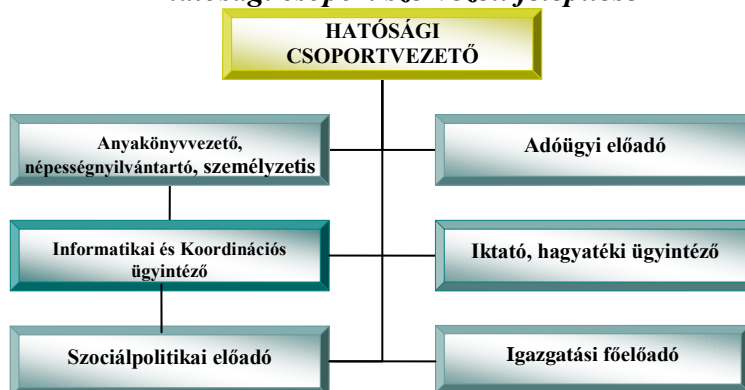 HATÓSÁGI
CSOPORTVEZETŐ
Anyakönyvvezető,
népességnyilvántartó, személyzetis
Adóügyi előadó
Informatikai és Koordinációs
ügyintéző
Iktató, hagyatéki ügyintéző
Szociálpolitikai előadó
Igazgatási főelőadó